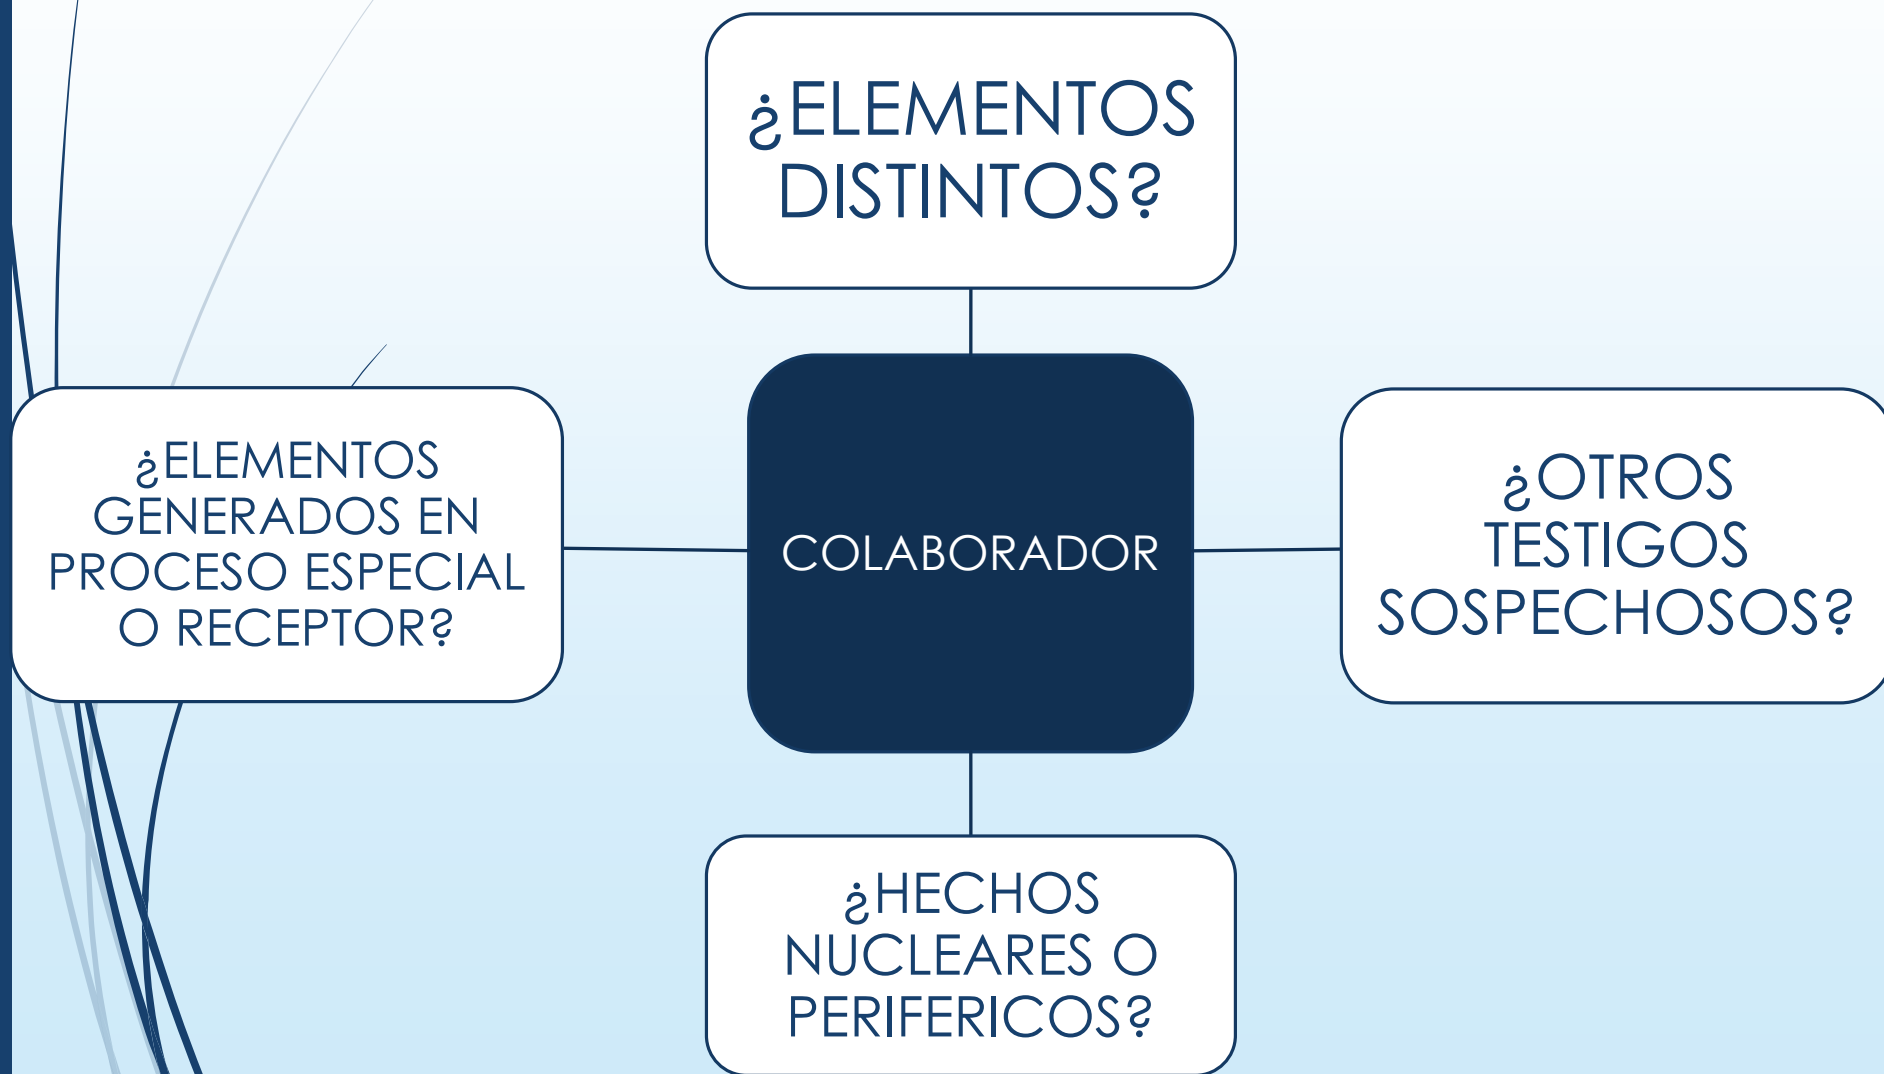 ¿ELEMENTOS
DISTINTOS?
¿ELEMENTOS
GENERADOS EN
PROCESO ESPECIAL
O RECEPTOR?
COLABORADOR
¿OTROS
TESTIGOS
SOSPECHOSOS?
¿HECHOS
NUCLEARES O
PERIFERICOS?